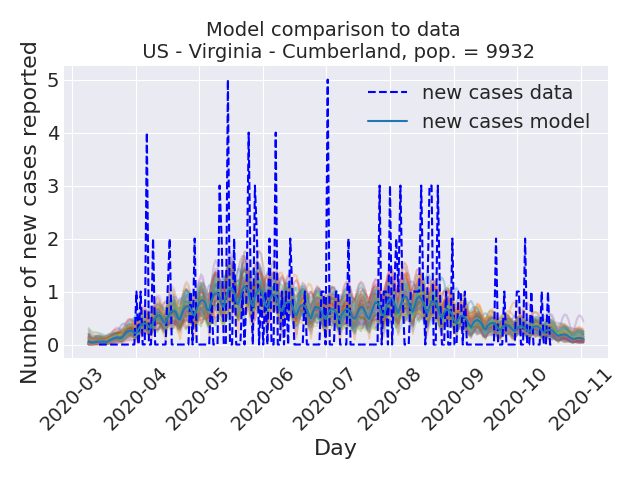 Model comparison to data
US - Virginia - Cumberland, pop. = 9932
Number of new cases reported
5
4
3
2
1
0
new cases data
new cases model
2020-03
2020-04
2020-05
2020-06
2020-07
2020-08
2020-09
2020-10
2020-11
Day